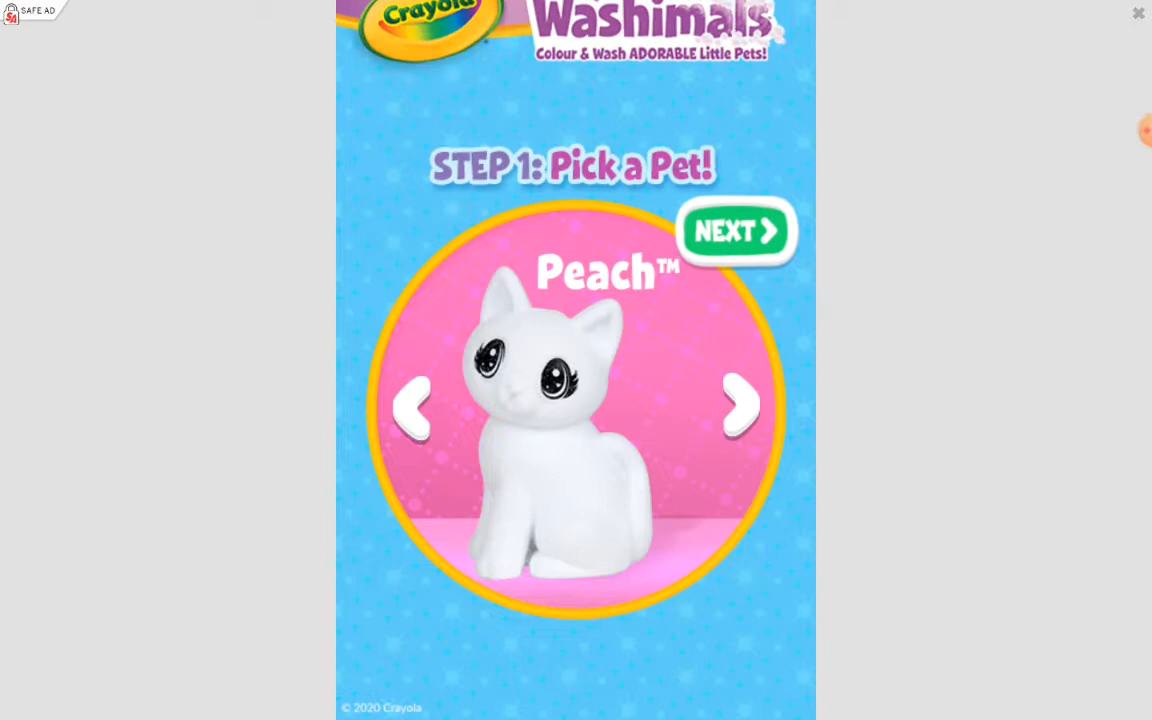 SAFE AD
Crayola
Washimals
Colour & Wash ADORABLE Little Pets!
STEP 1: Pick a Pet!
NEXT
Peach™
© 2020 Crayola